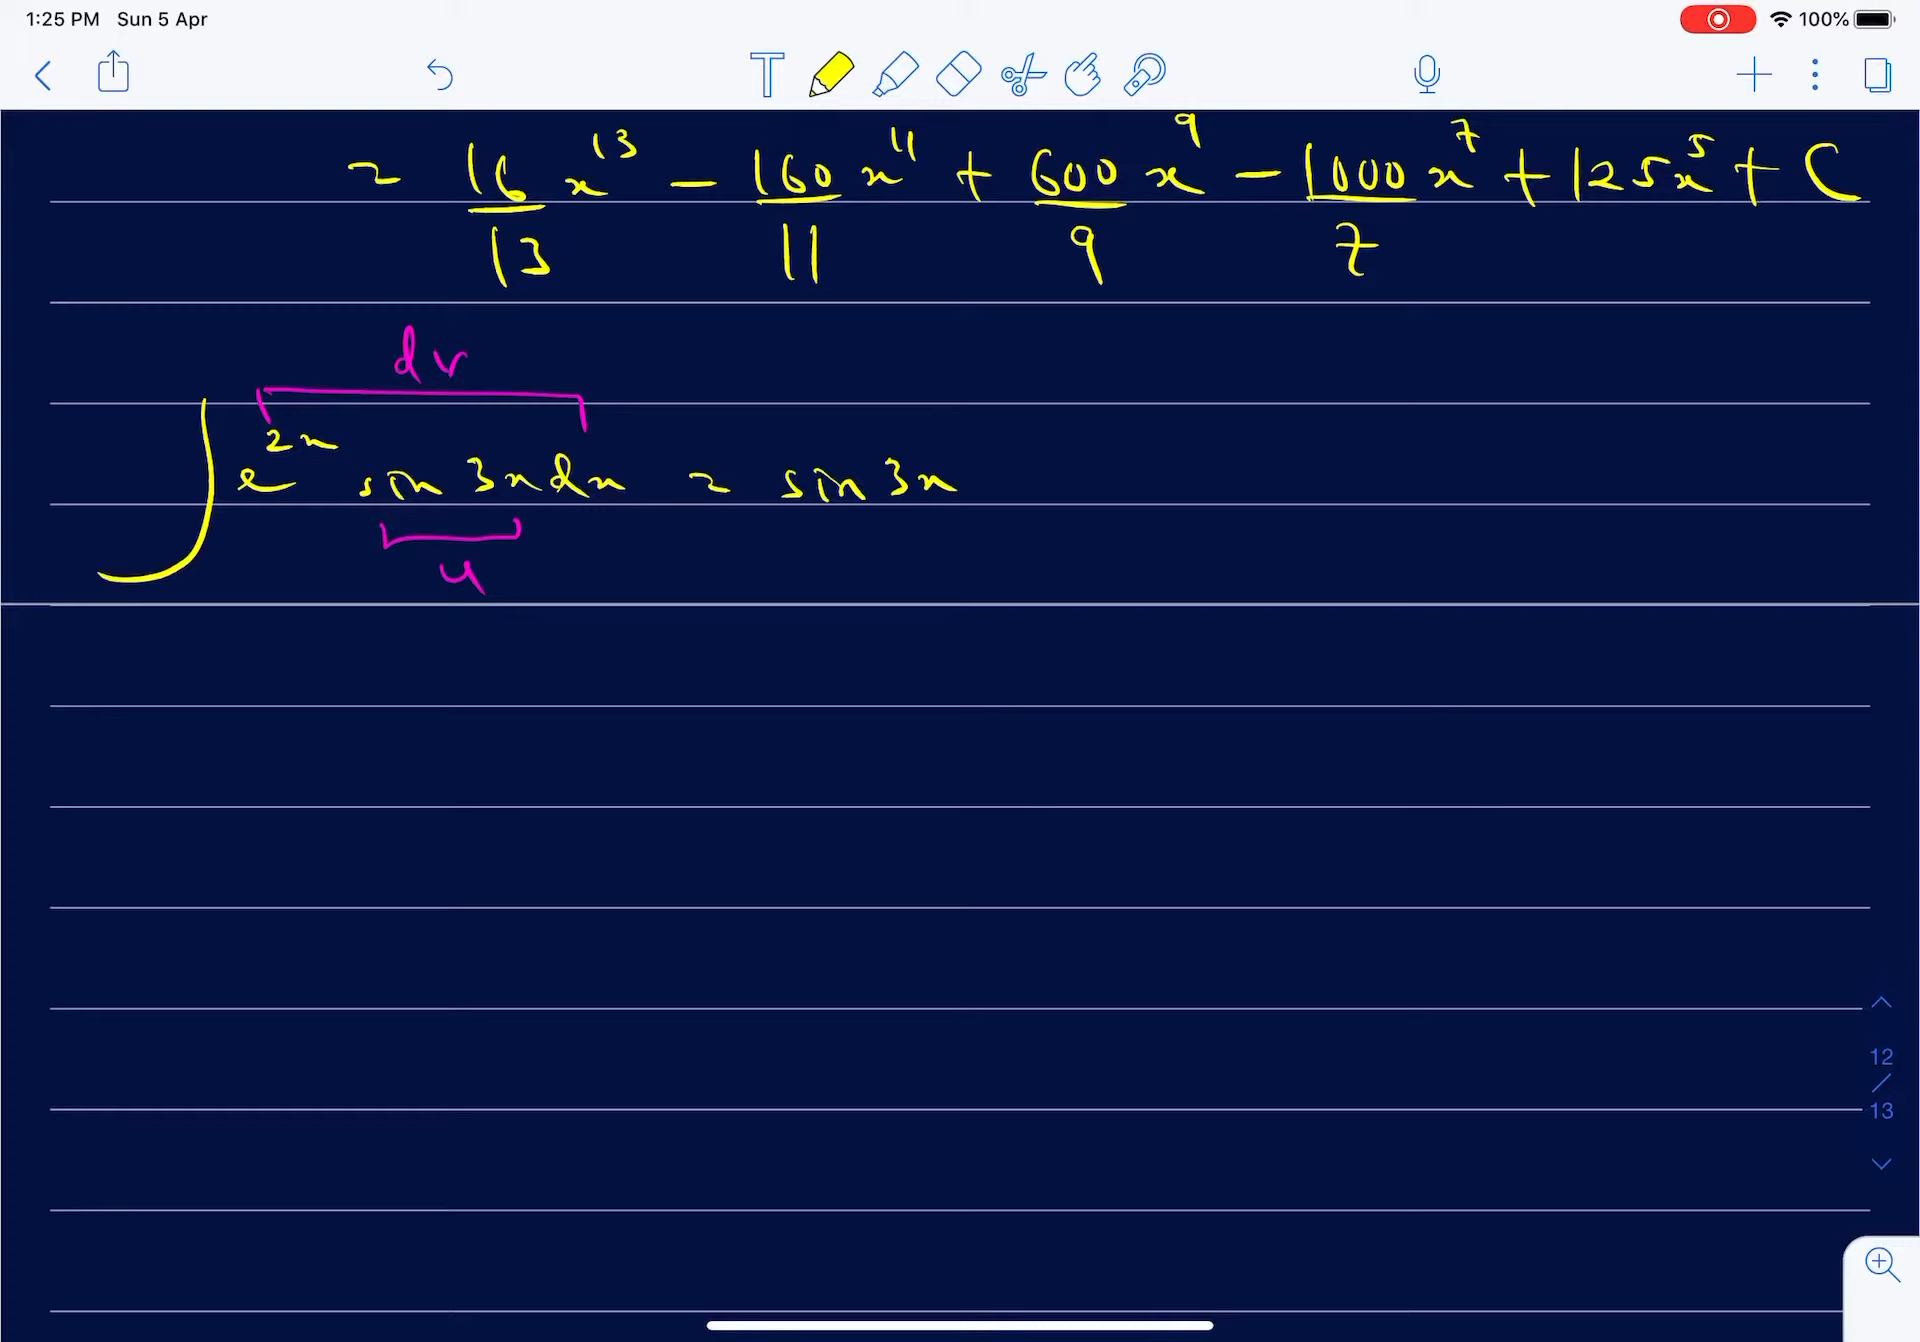 1:25 PM Sun 5 Apr 100%
= 16/13 x^13 - 160/11 x^11 + 600/9 x^9 - 1000/7 x^7 + 125x^5 + C
dv
∫ e^2x sin 3x dx = sin 3x
u
12
/
13